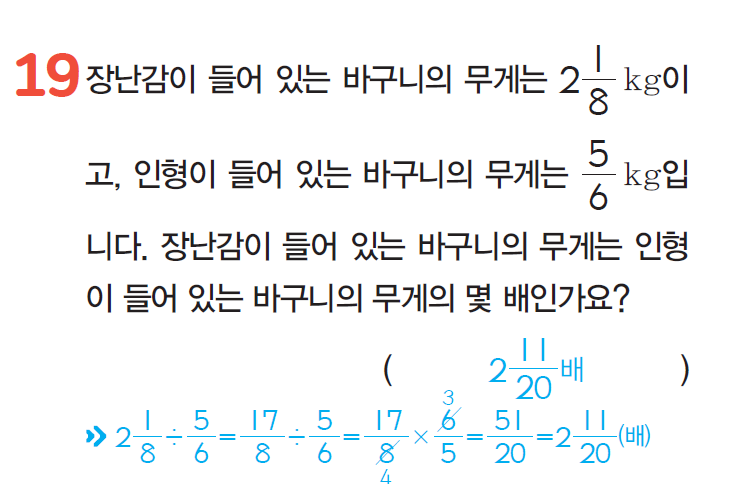 19 장난감이 들어 있는 바구니의 무게는 2 1/8 kg이
고, 인형이 들어 있는 바구니의 무게는 5/6 kg입
니다. 장난감이 들어 있는 바구니의 무게는 인형
이 들어 있는 바구니의 무게의 몇 배인가요?
( 2 11/20 배 )
» 2 1/8 ÷ 5/6 = 17/8 ÷ 5/6 = 17/8 4 × 6 3/5 = 51/20 = 2 11/20 (배)